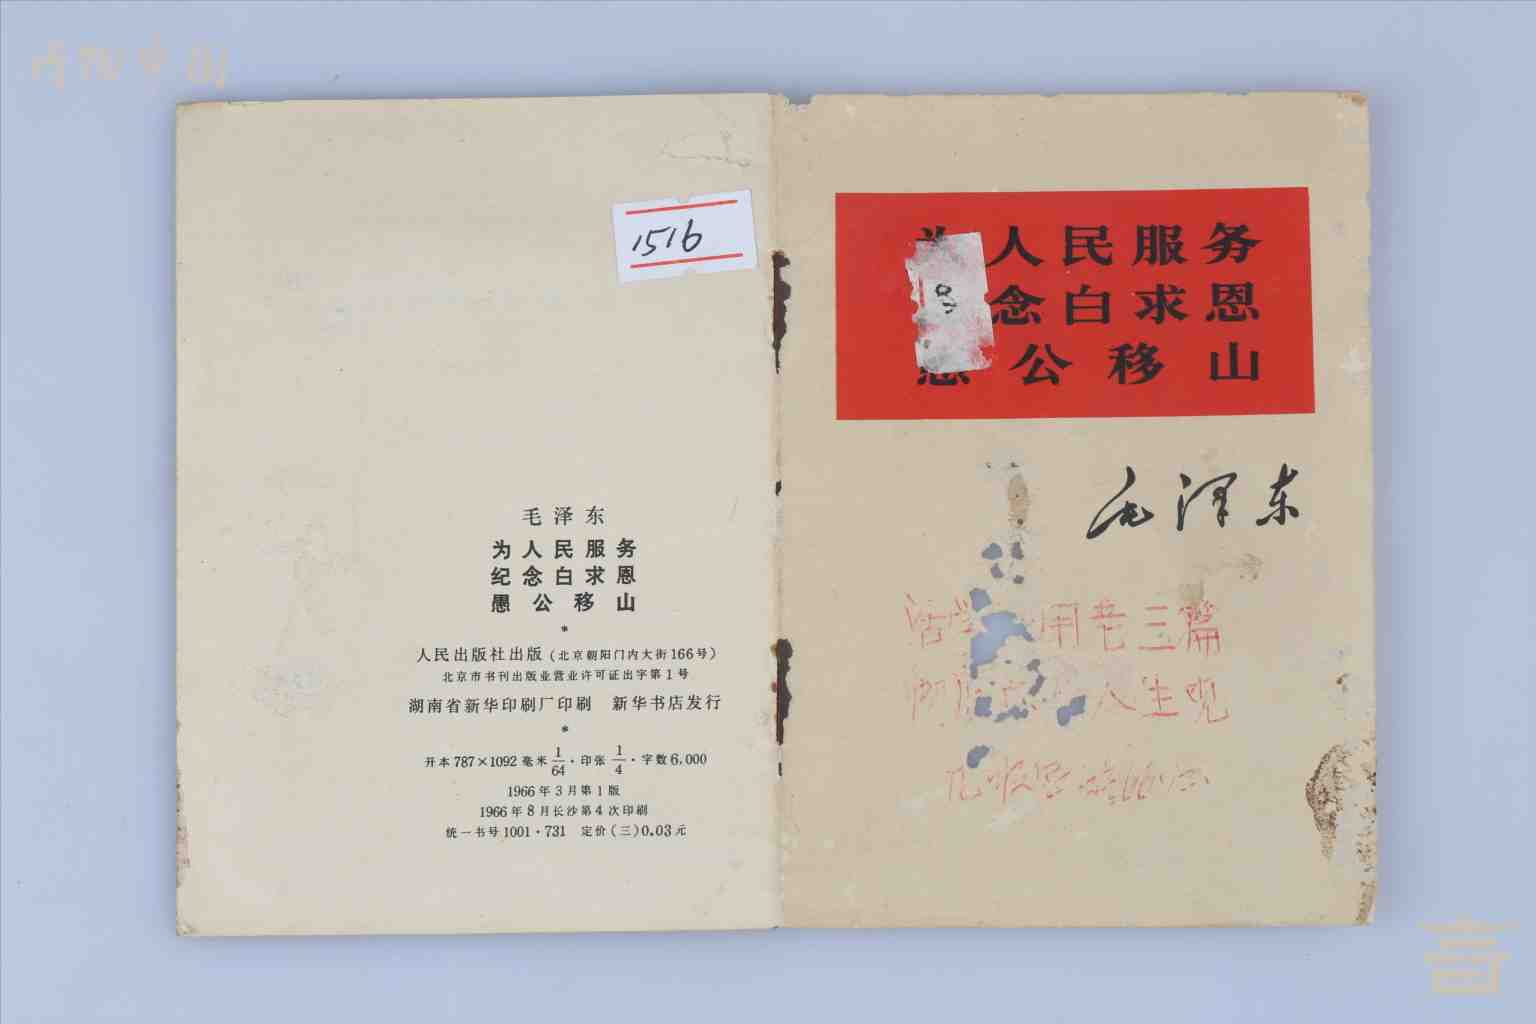 1516
毛泽东
为人民服务
纪念白求恩
愚公移山
*
人民出版社出版（北京朝阳门内大街166号）
北京市书刊出版业营业许可证出字第1号
湖南省新华印刷厂印刷 新华书店发行
*
开本787×1092毫米 1/64·印张 1/4·字数6,000
1966年3月第1版
1966年8月长沙第4次印刷
统一书号1001·731 定价（三）0.03元
为人民服务
念白求恩
愚公移山
毛泽东
活学 用老三篇
人生观